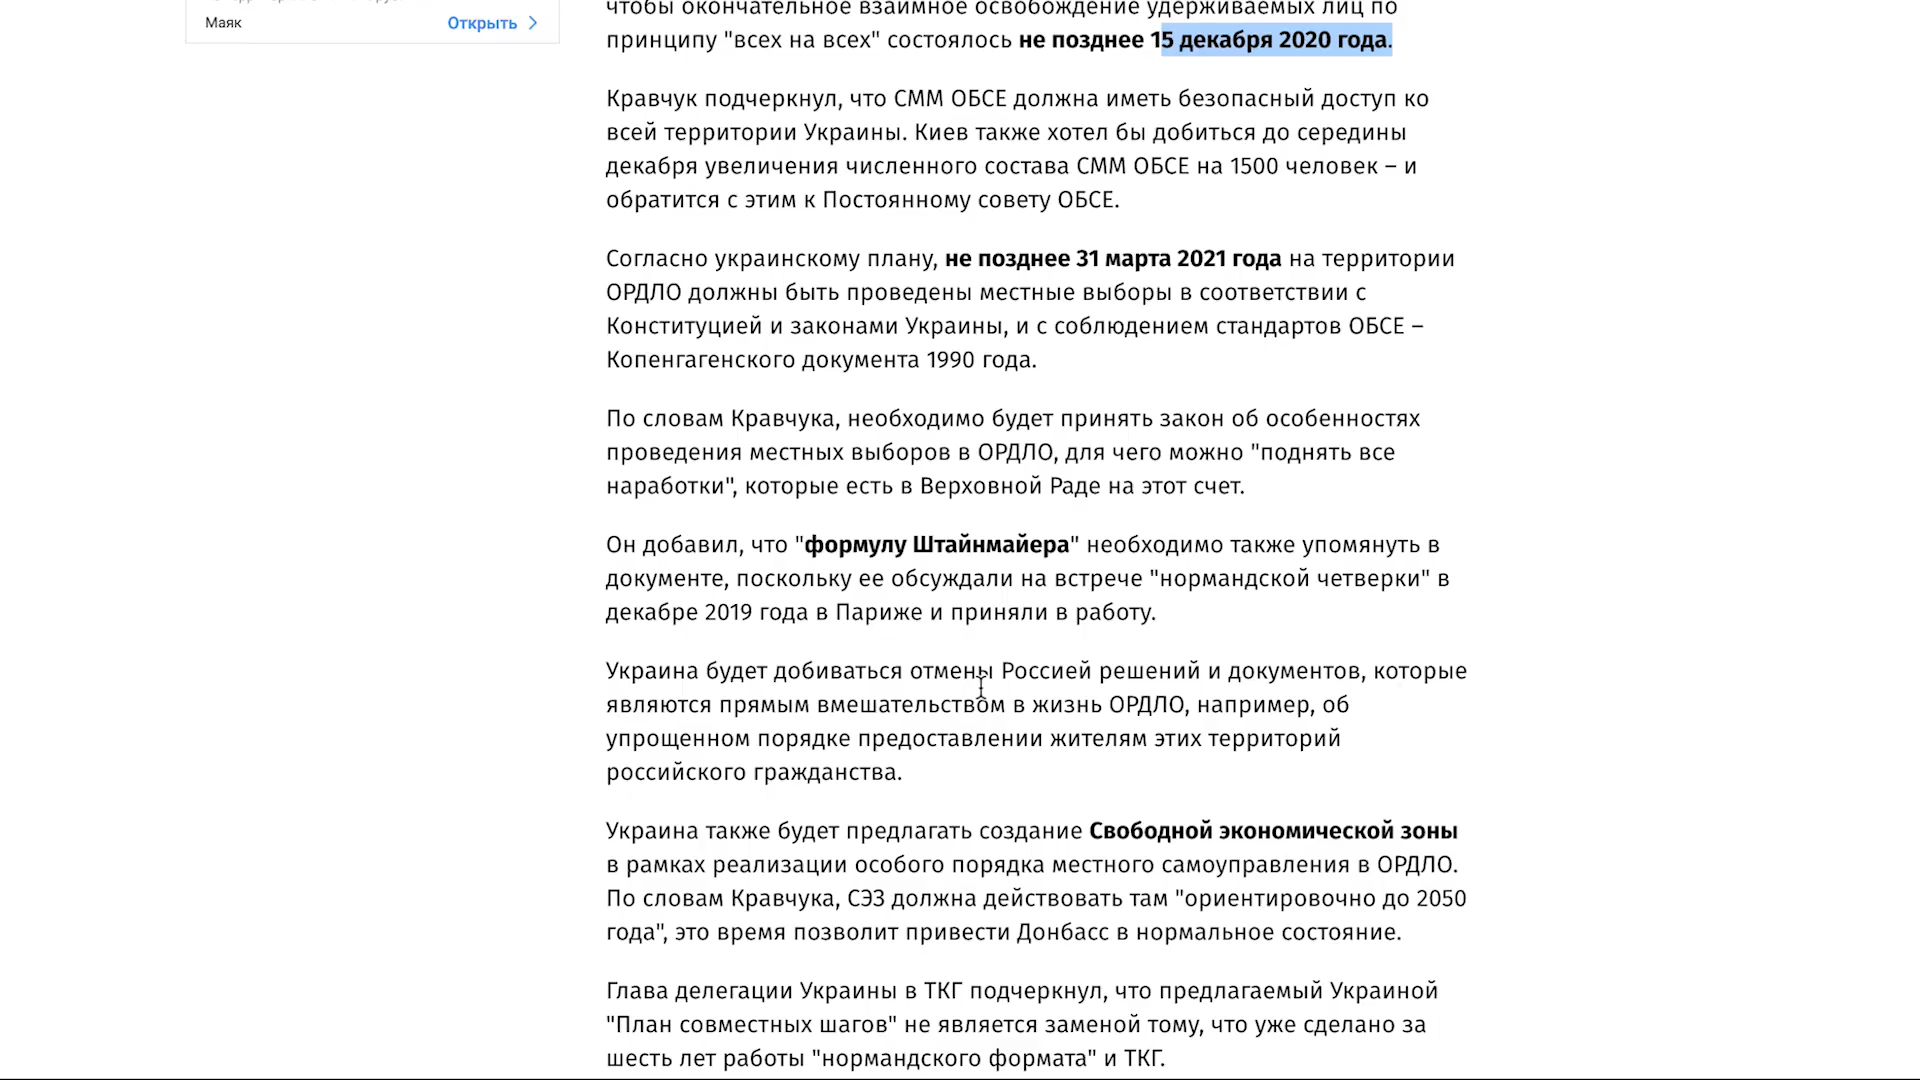 Маяк
Открыть
чтобы окончательное взаимное освобождение удерживаемых лиц по
принципу "всех на всех" состоялось не позднее 15 декабря 2020 года.
Кравчук подчеркнул, что СММ ОБСЕ должна иметь безопасный доступ ко
всей территории Украины. Киев также хотел бы добиться до середины
декабря увеличения численного состава СММ ОБСЕ на 1500 человек – и
обратится с этим к Постоянному совету ОБСЕ.
Согласно украинскому плану, не позднее 31 марта 2021 года на территории
ОРДЛО должны быть проведены местные выборы в соответствии с
Конституцией и законами Украины, и с соблюдением стандартов ОБСЕ –
Копенгагенского документа 1990 года.
По словам Кравчука, необходимо будет принять закон об особенностях
проведения местных выборов в ОРДЛО, для чего можно "поднять все
наработки", которые есть в Верховной Раде на этот счет.
Он добавил, что "формулу Штайнмайера" необходимо также упомянуть в
документе, поскольку ее обсуждали на встрече "нормандской четверки" в
декабре 2019 года в Париже и приняли в работу.
Украина будет добиваться отмены Россией решений и документов, которые
являются прямым вмешательством в жизнь ОРДЛО, например, об
упрощенном порядке предоставлении жителям этих территорий
российского гражданства.
Украина также будет предлагать создание Свободной экономической зоны
в рамках реализации особого порядка местного самоуправления в ОРДЛО.
По словам Кравчука, СЭЗ должна действовать там "ориентировочно до 2050
года", это время позволит привести Донбасс в нормальное состояние.
Глава делегации Украины в ТКГ подчеркнул, что предлагаемый Украиной
"План совместных шагов" не является заменой тому, что уже сделано за
шесть лет работы "нормандского формата" и ТКГ.